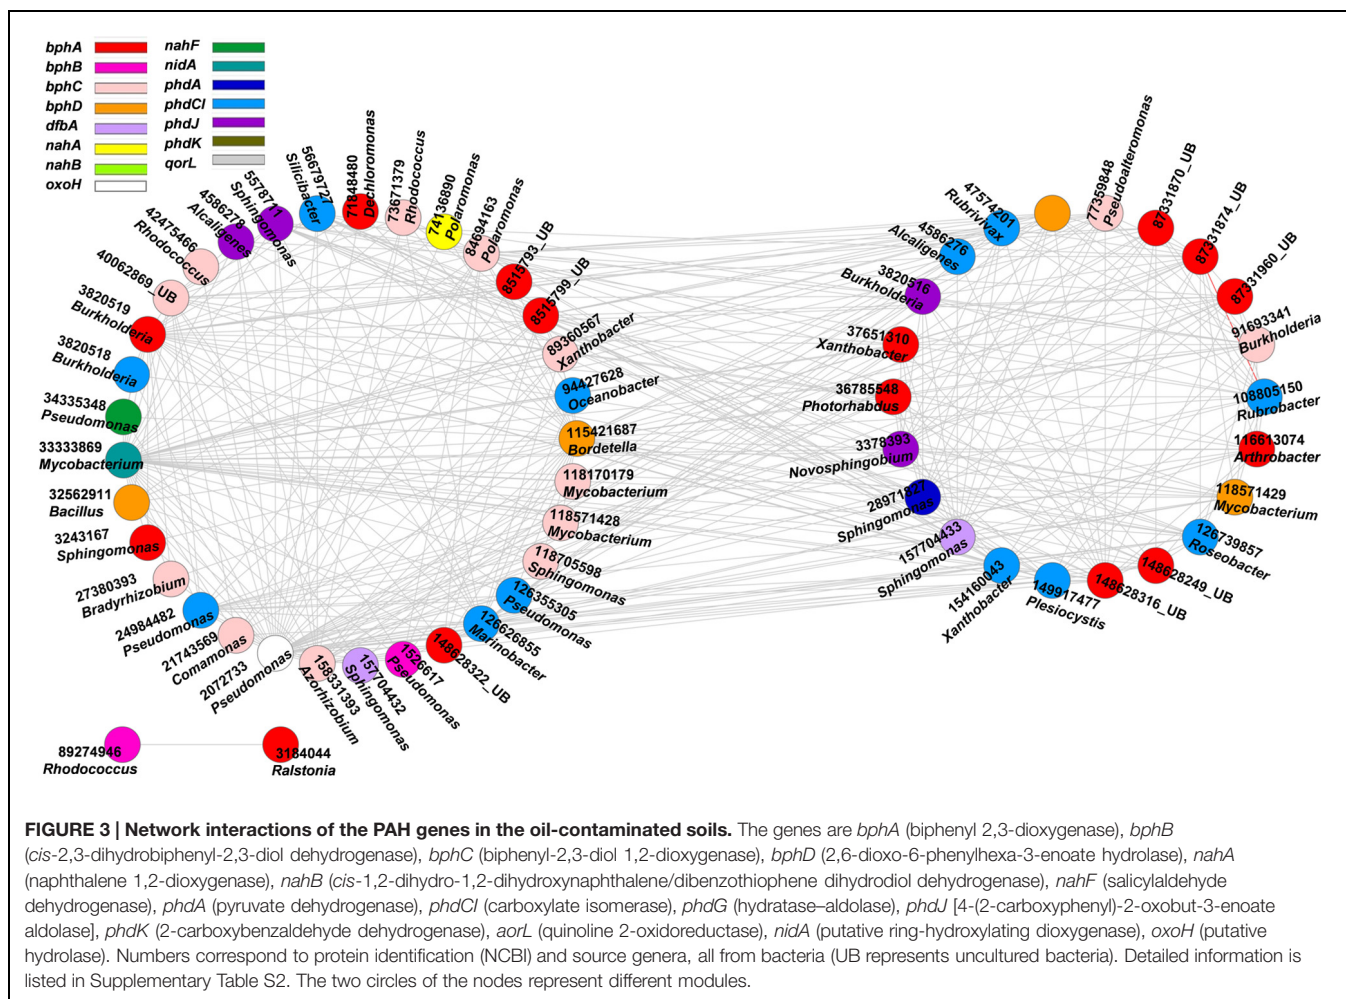 bphA
bphB
bphC
bphD
dfbA
nahA
nahB
oxoH
nahF
nidA
phdA
phdCI
phdJ
phdK
qorL
56679727
Silicibacter
71848480
Dechloromonas
73671379
Rhodococcus
74136890
Polaromonas
84694163
Polaromonas
8515793_UB
8515799_UB
89360567
Xanthobacter
94427628
Oceanobacter
115421687
Bordetella
118170179
Mycobacterium
118571428
Mycobacterium
118705598
Sphingomonas
126355305
Pseudomonas
126626855
Marinobacter
148628322_UB
1526617
Pseudomonas
157704432
Sphingomonas
158331393
Azorhizobium
2072733
Pseudomonas
21743569
Comamonas
24984482
Pseudomonas
27380393
Bradyrhizobium
3243167
Sphingomonas
32562911
Bacillus
33333869
Mycobacterium
34335348
Pseudomonas
3820518
Burkholderia
3820519
Burkholderia
40062869_UB
42475466
Rhodococcus
4586278
Alcaligenes
5578711
Sphingomonas
77359848
Pseudoalteromonas
87331870_UB
87331874_UB
87331960_UB
91693341
Burkholderia
108805150
Rubrobacter
116613074
Arthrobacter
118571429
Mycobacterium
126739857
Roseobacter
148628249_UB
148628316_UB
149917477
Plesiocystis
154160043
Xanthobacter
157704433
Sphingomonas
28971827
Sphingomonas
3378393
Novosphingobium
36785548
Photorhabdus
37651310
Xanthobacter
3820516
Burkholderia
4586276
Alcaligenes
47574201
Rubrivivax
89274946
Rhodococcus
3184044
Ralstonia
FIGURE 3 | Network interactions of the PAH genes in the oil-contaminated soils. The genes are bphA (biphenyl 2,3-dioxygenase), bphB
(cis-2,3-dihydrobiphenyl-2,3-diol dehydrogenase), bphC (biphenyl-2,3-diol 1,2-dioxygenase), bphD (2,6-dioxo-6-phenylhexa-3-enoate hydrolase), nahA
(naphthalene 1,2-dioxygenase), nahB (cis-1,2-dihydro-1,2-dihydroxynaphthalene/dibenzothiophene dihydrodiol dehydrogenase), nahF (salicylaldehyde
dehydrogenase), phdA (pyruvate dehydrogenase), phdCI (carboxylate isomerase), phdG (hydratase–aldolase), phdJ [4-(2-carboxyphenyl)-2-oxobut-3-enoate
aldolase], phdK (2-carboxybenzaldehyde dehydrogenase), aorL (quinoline 2-oxidoreductase), nidA (putative ring-hydroxylating dioxygenase), oxoH (putative
hydrolase). Numbers correspond to protein identification (NCBI) and source genera, all from bacteria (UB represents uncultured bacteria). Detailed information is
listed in Supplementary Table S2. The two circles of the nodes represent different modules.